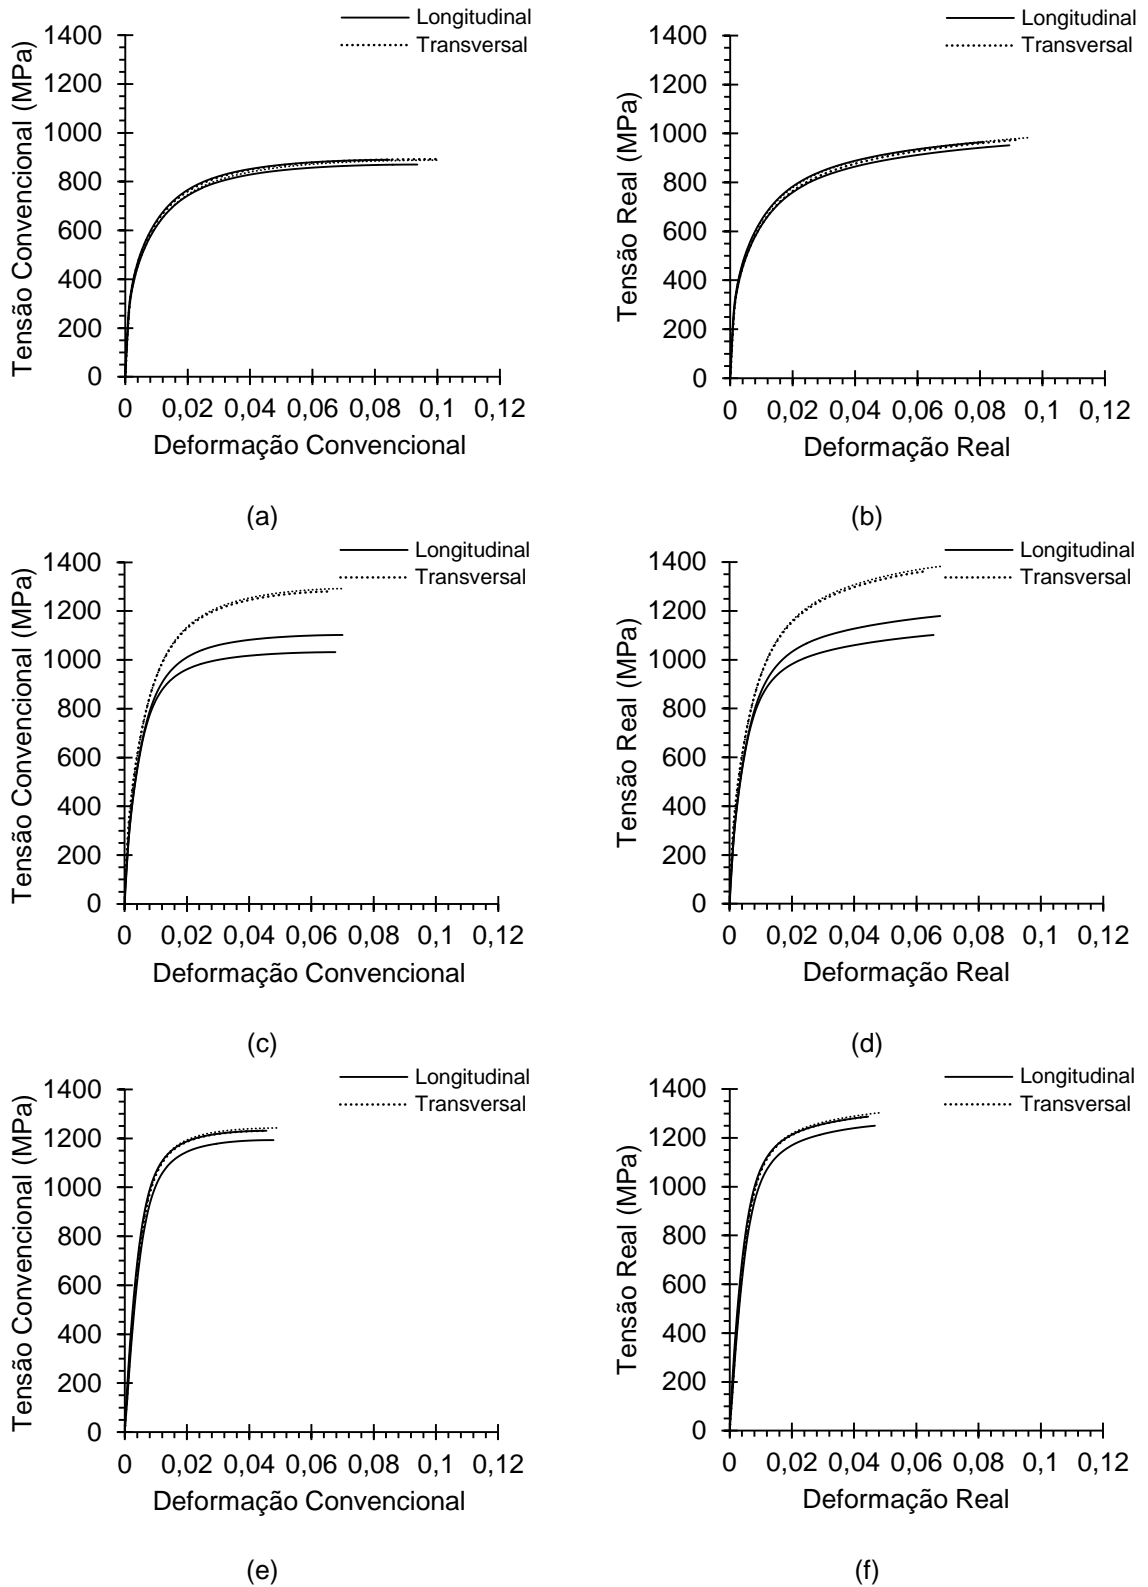 Longitudinal
Transversal
Tensão Convencional (MPa)
1400
1200
1000
800
600
400
200
0
0 0,02 0,04 0,06 0,08 0,1 0,12
Deformação Convencional
(a)
Longitudinal
Transversal
Tensão Real (MPa)
1400
1200
1000
800
600
400
200
0
0 0,02 0,04 0,06 0,08 0,1 0,12
Deformação Real
(b)
Longitudinal
Transversal
Tensão Convencional (MPa)
1400
1200
1000
800
600
400
200
0
0 0,02 0,04 0,06 0,08 0,1 0,12
Deformação Convencional
(c)
Longitudinal
Transversal
Tensão Real (MPa)
1400
1200
1000
800
600
400
200
0
0 0,02 0,04 0,06 0,08 0,1 0,12
Deformação Real
(d)
Longitudinal
Transversal
Tensão Convencional (MPa)
1400
1200
1000
800
600
400
200
0
0 0,02 0,04 0,06 0,08 0,1 0,12
Deformação Convencional
(e)
Longitudinal
Transversal
Tensão Real (MPa)
1400
1200
1000
800
600
400
200
0
0 0,02 0,04 0,06 0,08 0,1 0,12
Deformação Real
(f)